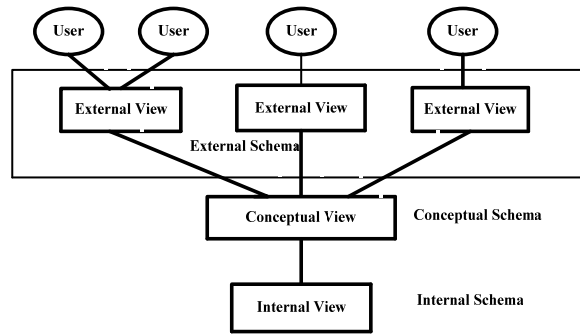 User
User
User
User
External View
External View
External View
External Schema
Conceptual View
Conceptual Schema
Internal View
Internal Schema